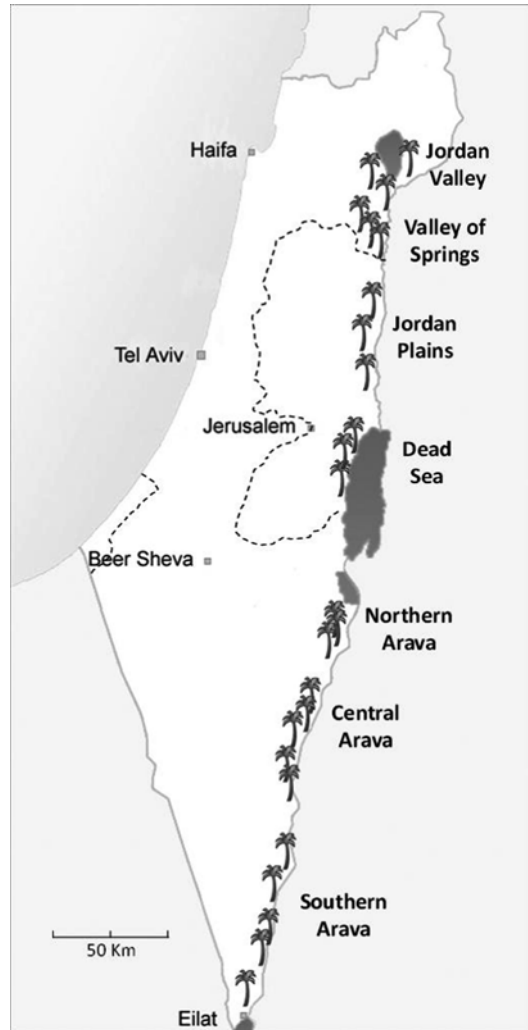 Haifa
Jordan
Valley
Valley of
Springs
Jordan
Plains
Tel Aviv
Jerusalem
Dead
Sea
Beer Sheva
Northern
Arava
Central
Arava
Southern
Arava
50 Km
Eilat